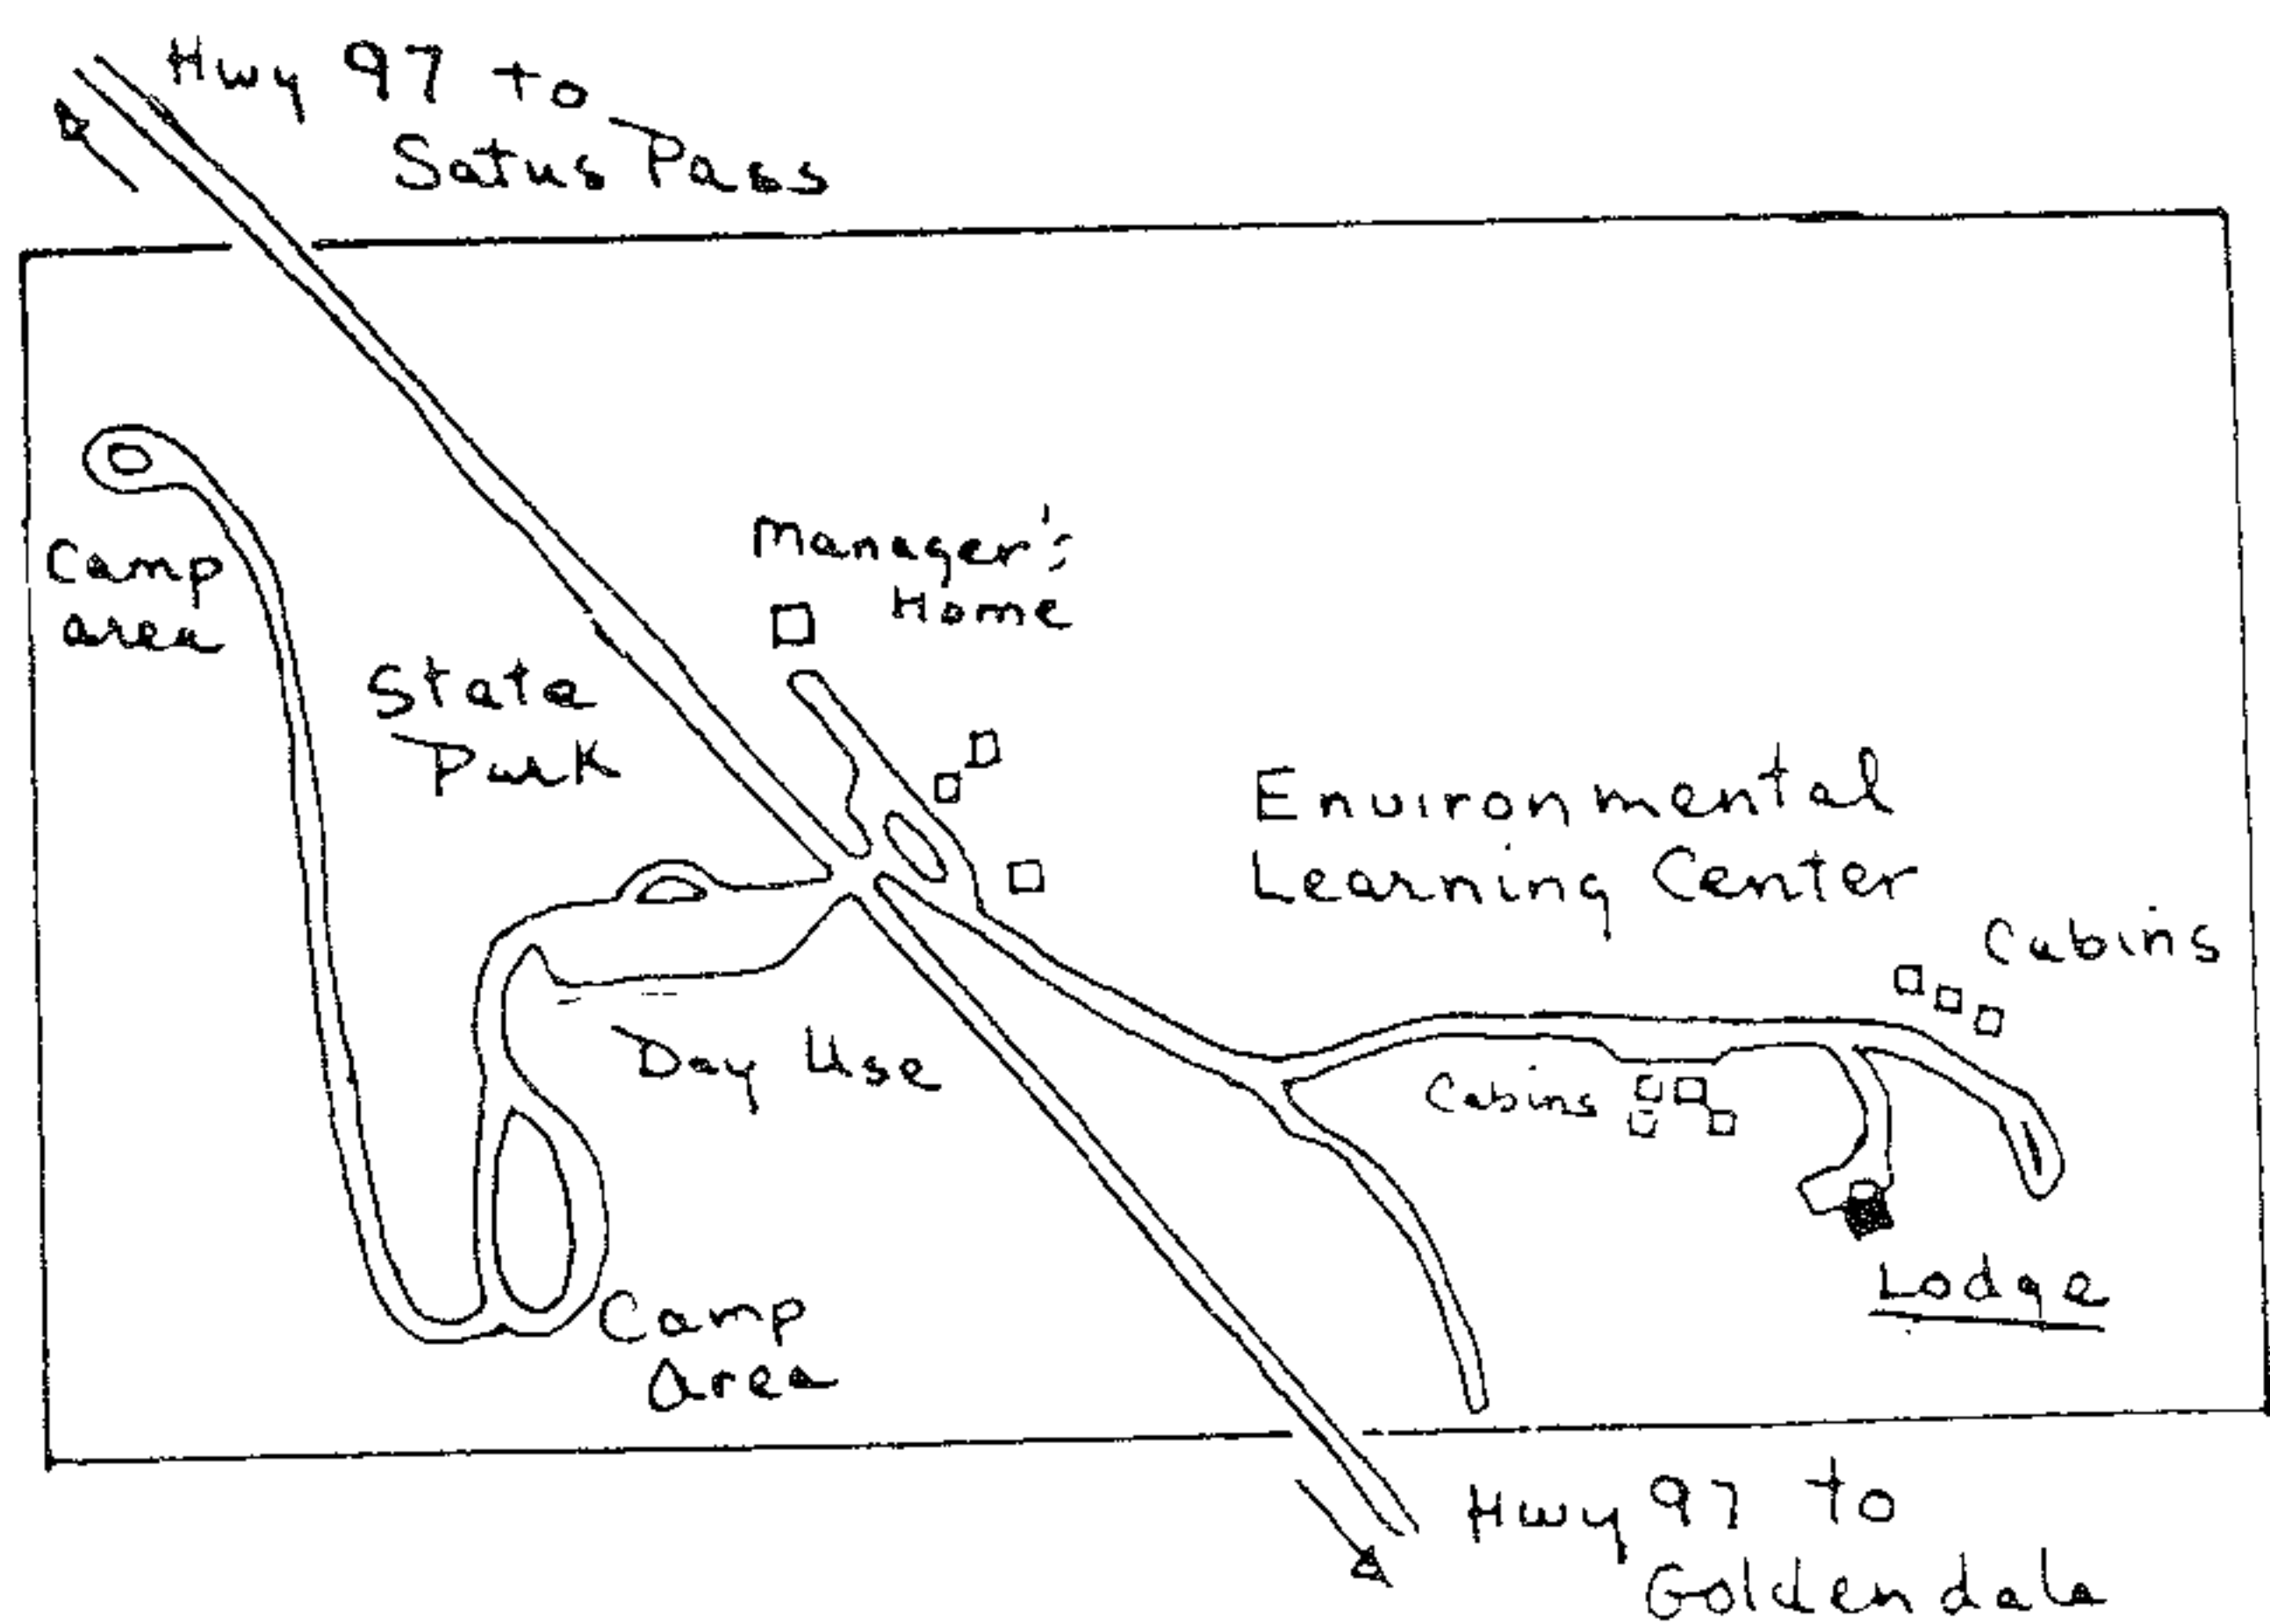 Hwy 97 to
Satus Pass
Manager's
Home
Camp
area
State
Park
Environmental
Learning Center
Cabins
Day Use
Cabins
Lodge
Camp
Area
Hwy 97 to
Goldendale